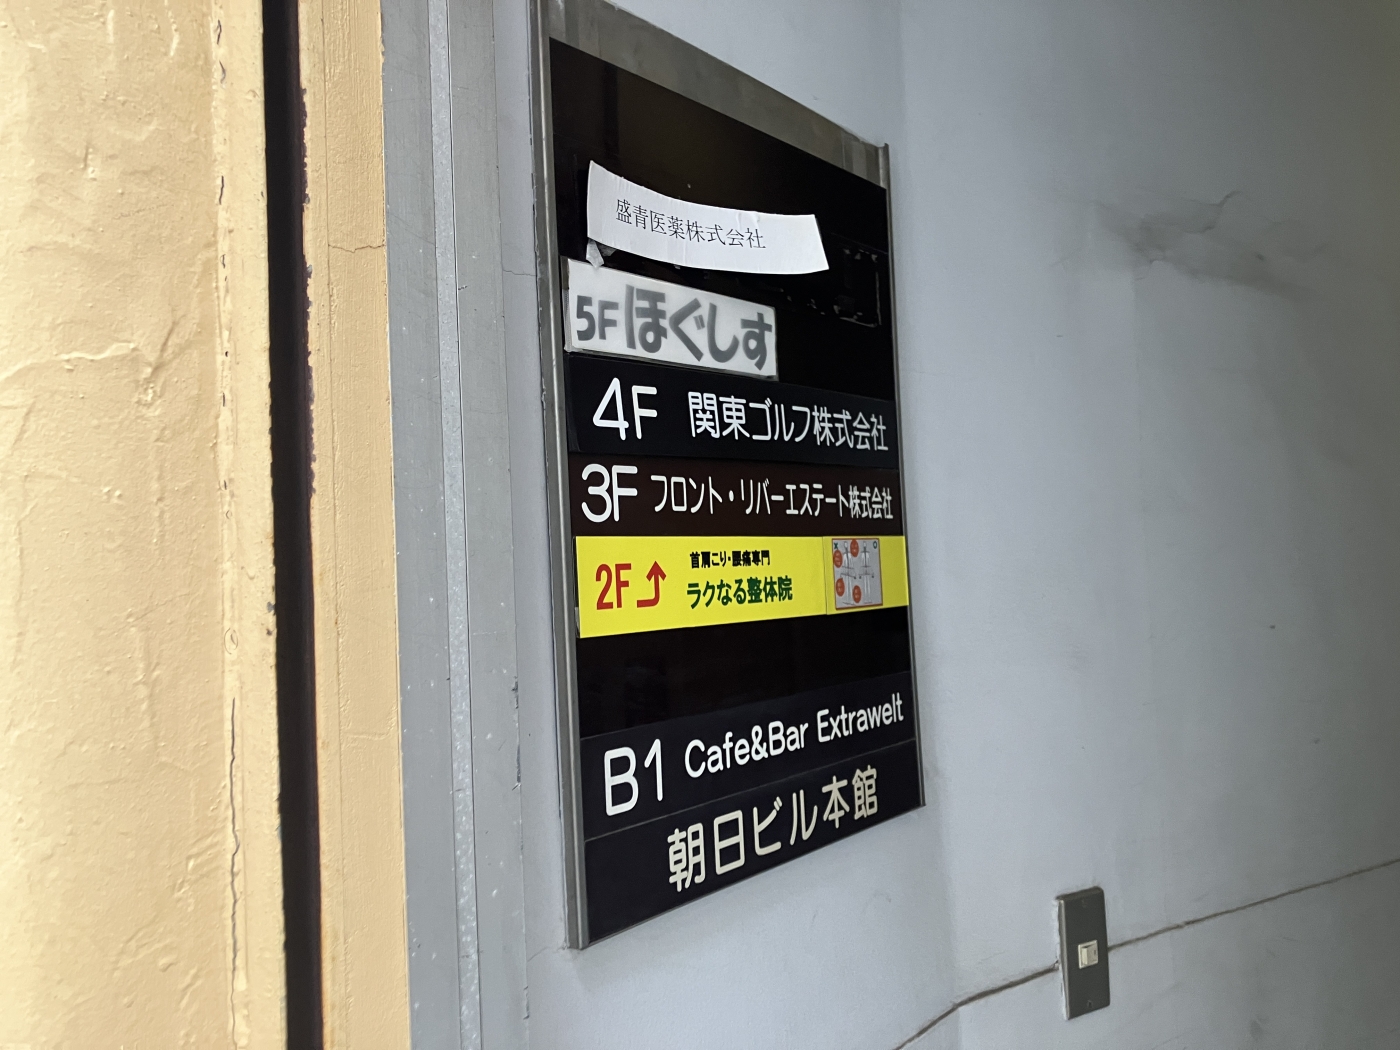 盛青医薬株式会社
5F ほぐしす
4F 関東ゴルフ株式会社
3F フロント・リバーエステート株式会社
首肩こり・腰痛専門
2F ラクなる整体院
B1 Cafe&Bar Extrawelt
朝日ビル本館